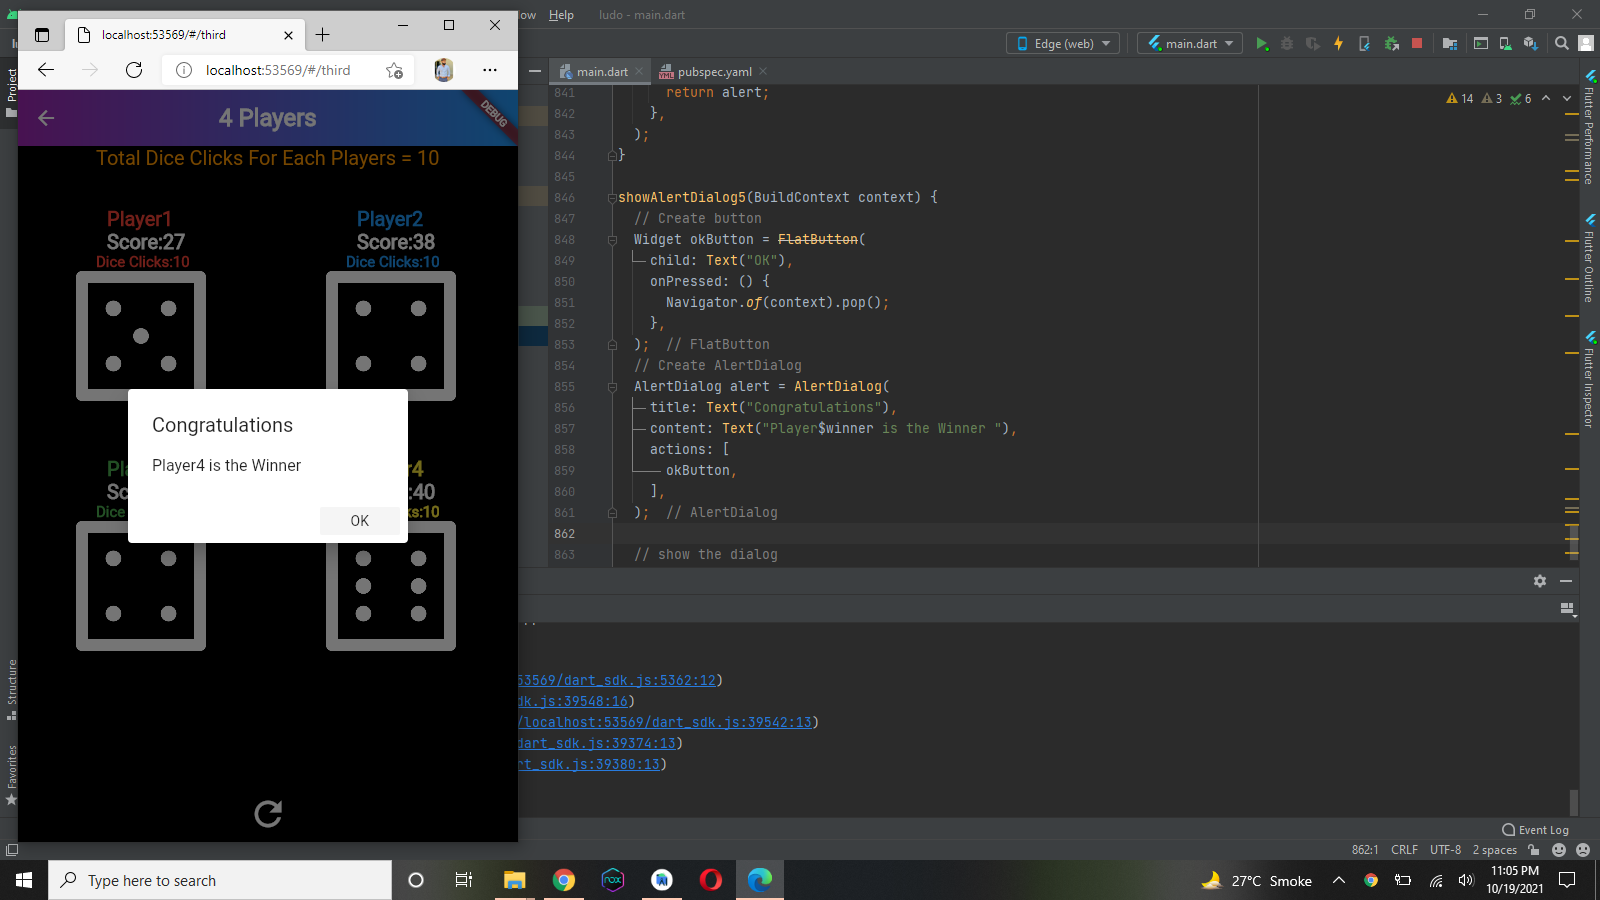 ow Help ludo - main.dart
localhost:53569/#/third
localhost:53569/#/third
Edge (web) main.dart
main.dart pubspec.yaml
14 3 6
4 Players
DEBUG
Total Dice Clicks For Each Players = 10
Player1
Score:27
Dice Clicks:10
Player2
Score:38
Dice Clicks:10
Congratulations
Player4 is the Winner
OK
Pl
Sc
Dice
r4
:40
ks:10
841 return alert;
842 },
843 );
844 }
845
846 showAlertDialog5(BuildContext context) {
847 // Create button
848 Widget okButton = FlatButton(
849 child: Text("OK"),
850 onPressed: () {
851 Navigator.of(context).pop();
852 },
853 ); // FlatButton
854 // Create AlertDialog
855 AlertDialog alert = AlertDialog(
856 title: Text("Congratulations"),
857 content: Text("Player$winner is the Winner "),
858 actions: [
859 okButton,
860 ],
861 ); // AlertDialog
862
863 // show the dialog
53569/dart_sdk.js:5362:12)
dk.js:39548:16)
/localhost:53569/dart_sdk.js:39542:13)
dart_sdk.js:39374:13)
rt_sdk.js:39380:13)
Project
Structure
Favorites
Flutter Performance
Flutter Outline
Flutter Inspector
Event Log
862:1 CRLF UTF-8 2 spaces
Type here to search
nox
27°C Smoke
11:05 PM
10/19/2021